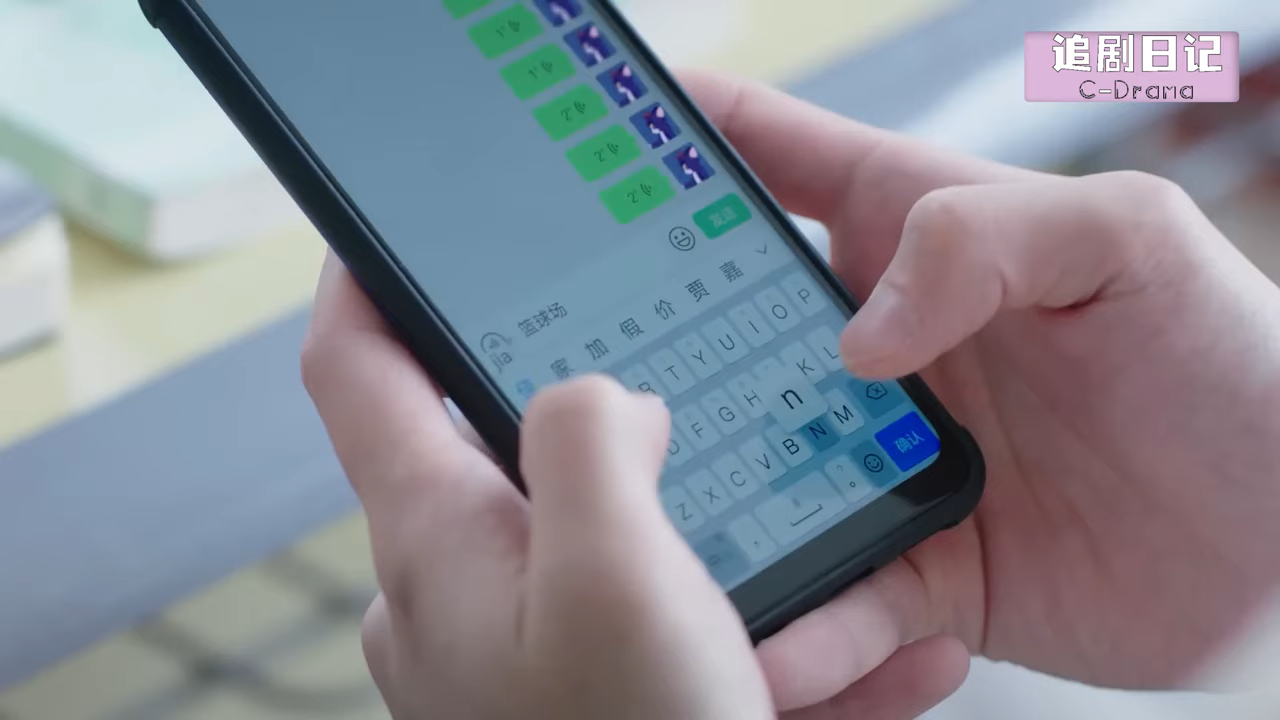 追剧日记
C-Drama
1"
1"
2"
2"
2"
发送
篮球场
jia
家 加 假 价 贾 嘉
R T Y U I O P
D F G H K L
n
Z X C V B N M
， ？ 。 确认